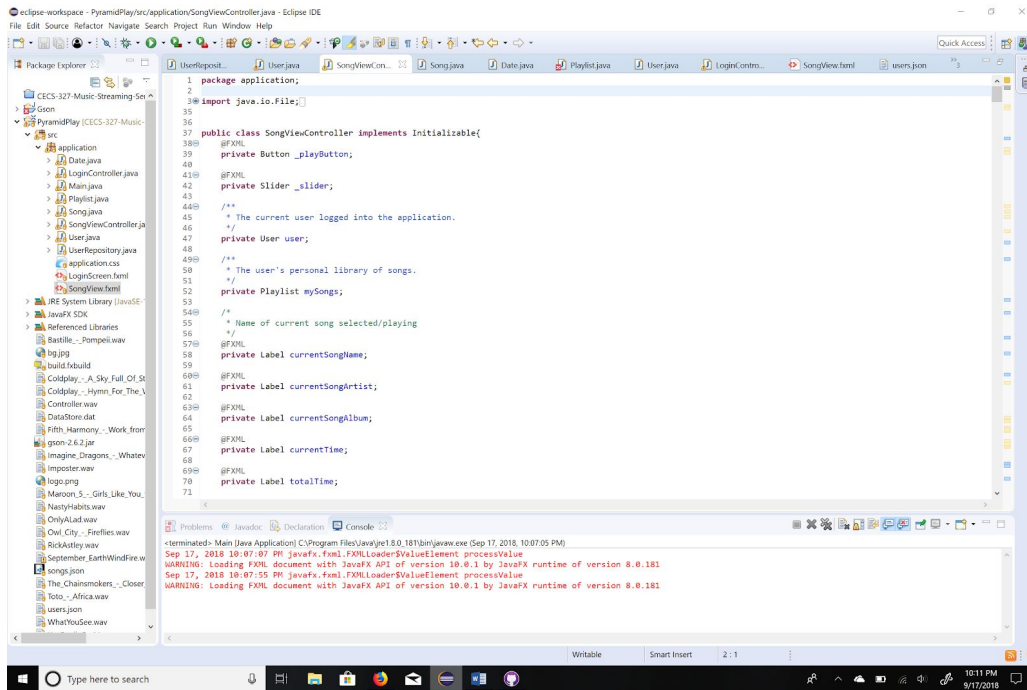 eclipse-workspace - PyramidPlay/src/application/SongViewController.java - Eclipse IDE
File Edit Source Refactor Navigate Search Project Run Window Help
Quick Access
Package Explorer
CECS-327-Music-Streaming-Ser
Gson
PyramidPlay [CECS-327-Music-
src
application
Date.java
LoginController.java
Main.java
Playlist.java
Song.java
SongViewController.ja
User.java
UserRepository.java
application.css
LoginScreen.fxml
SongView.fxml
JRE System Library [JavaSE-
JavaFX SDK
Referenced Libraries
Bastille_-_Pompeii.wav
bg.jpg
build.fxbuild
Coldplay_-_A_Sky_Full_Of_St
Coldplay_-_Hymn_For_The_
Controller.wav
DataStore.dat
Fifth_Harmony_-_Work_from
gson-2.6.2.jar
Imagine_Dragons_-_Whatev
Imposter.wav
logo.png
Maroon_5_-_Girls_Like_You_
NastyHabits.wav
OnlyALad.wav
Owl_City_-_Fireflies.wav
RickAstley.wav
September_EarthWindFire.w
songs.json
The_Chainsmokers_-_Closer_
Toto_-_Africa.wav
users.json
WhatYouSee.wav
UserReposit... User.java SongViewCon... Song.java Date.java Playlist.java User.java LoginContro... SongView.fxml users.json 3
1 package application;
2
3 import java.io.File;
35
36
37 public class SongViewController implements Initializable{
38 @FXML
39 private Button _playButton;
40
41 @FXML
42 private Slider _slider;
43
44 /**
45 * The current user logged into the application.
46 */
47 private User user;
48
49 /**
50 * The user's personal library of songs.
51 */
52 private Playlist mySongs;
53
54 /*
55 * Name of current song selected/playing
56 */
57 @FXML
58 private Label currentSongName;
59
60 @FXML
61 private Label currentSongArtist;
62
63 @FXML
64 private Label currentSongAlbum;
65
66 @FXML
67 private Label currentTime;
68
69 @FXML
70 private Label totalTime;
71
Problems Javadoc Declaration Console
<terminated> Main [Java Application] C:\Program Files\Java\jre1.8.0_181\bin\javaw.exe (Sep 17, 2018, 10:07:05 PM)
Sep 17, 2018 10:07:07 PM javafx.fxml.FXMLLoader$ValueElement processValue
WARNING: Loading FXML document with JavaFX API of version 10.0.1 by JavaFX runtime of version 8.0.181
Sep 17, 2018 10:07:55 PM javafx.fxml.FXMLLoader$ValueElement processValue
WARNING: Loading FXML document with JavaFX API of version 10.0.1 by JavaFX runtime of version 8.0.181
Writable Smart Insert 2 : 1
Type here to search
10:11 PM
9/17/2018